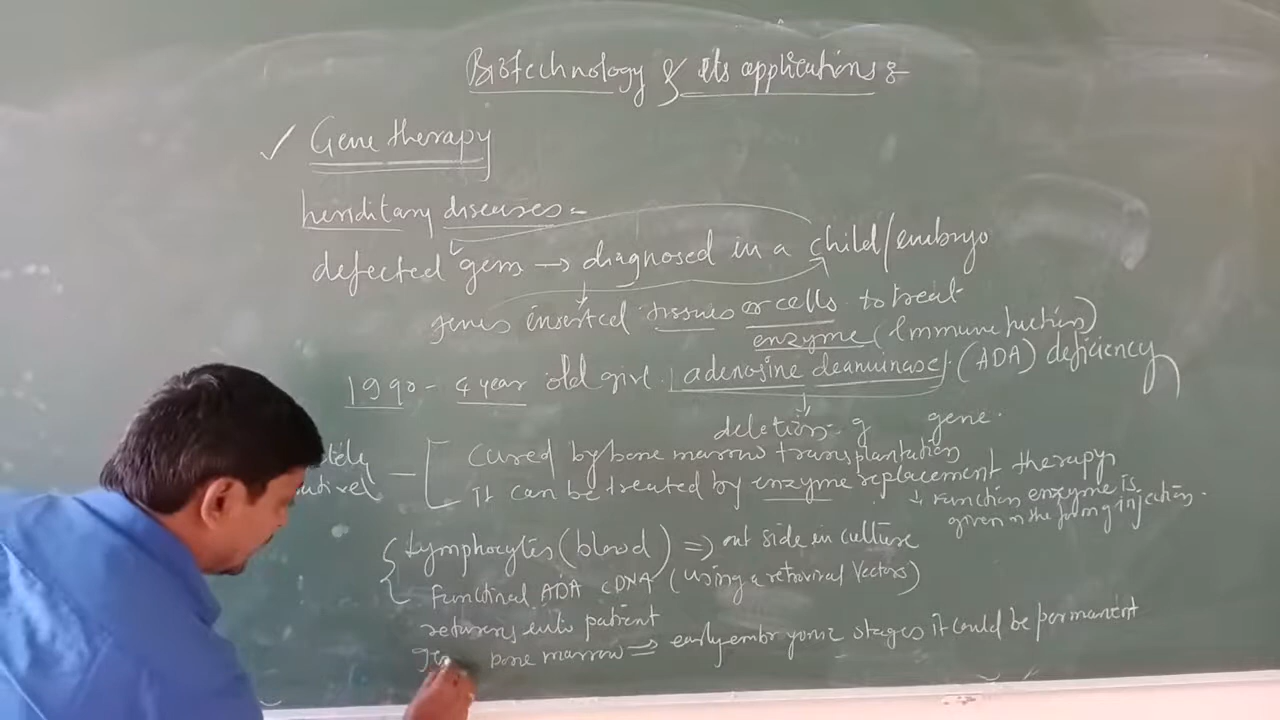 Biotechnology & its applications :-
✓ Gene therapy
heriditary diseases =
defected gem → diagnosed in a child/embryo
genes inserted tissues or cells to treat
enzyme (Immune fuctions)
1990 - 4 year old girl. adenosine deaminase. (ADA) deficiency
deletion of gene.
Cured by bone marrow transplantation
It can be treated by enzyme replacement therapy
↓ Function enzyme is
given in the form of injection.
Lymphocytes (blood) ⇒ out side in culture
Functinal ADA cDNA (using a retroviral Vectors)
returns into patient
bone marrow ⇒ early embryonic stages it could be permanent